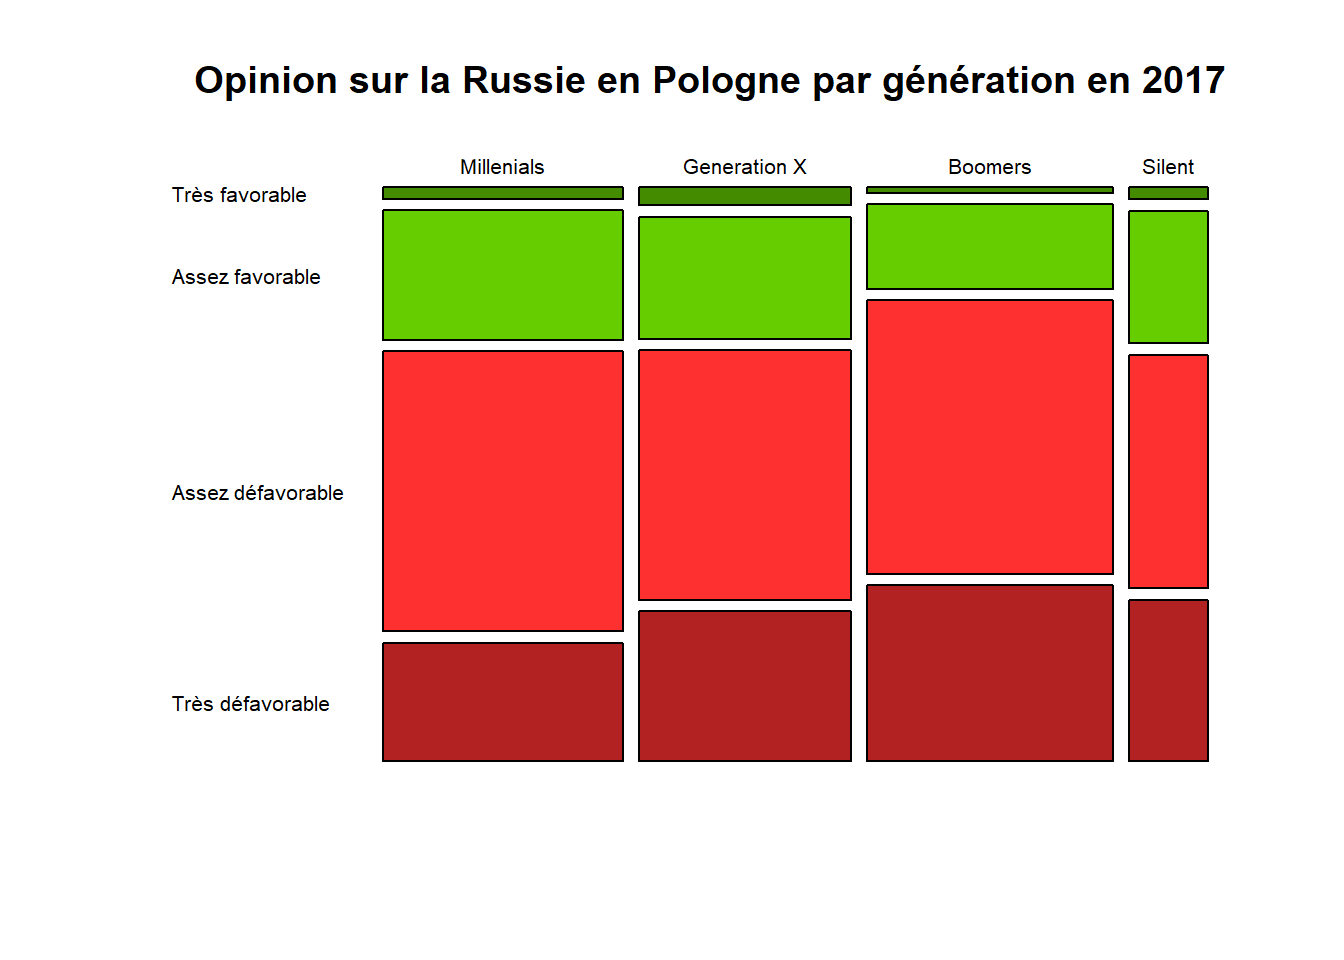 Opinion sur la Russie en Pologne par génération en 2017
Millenials Generation X Boomers Silent
Très favorable
Assez favorable
Assez défavorable
Très défavorable